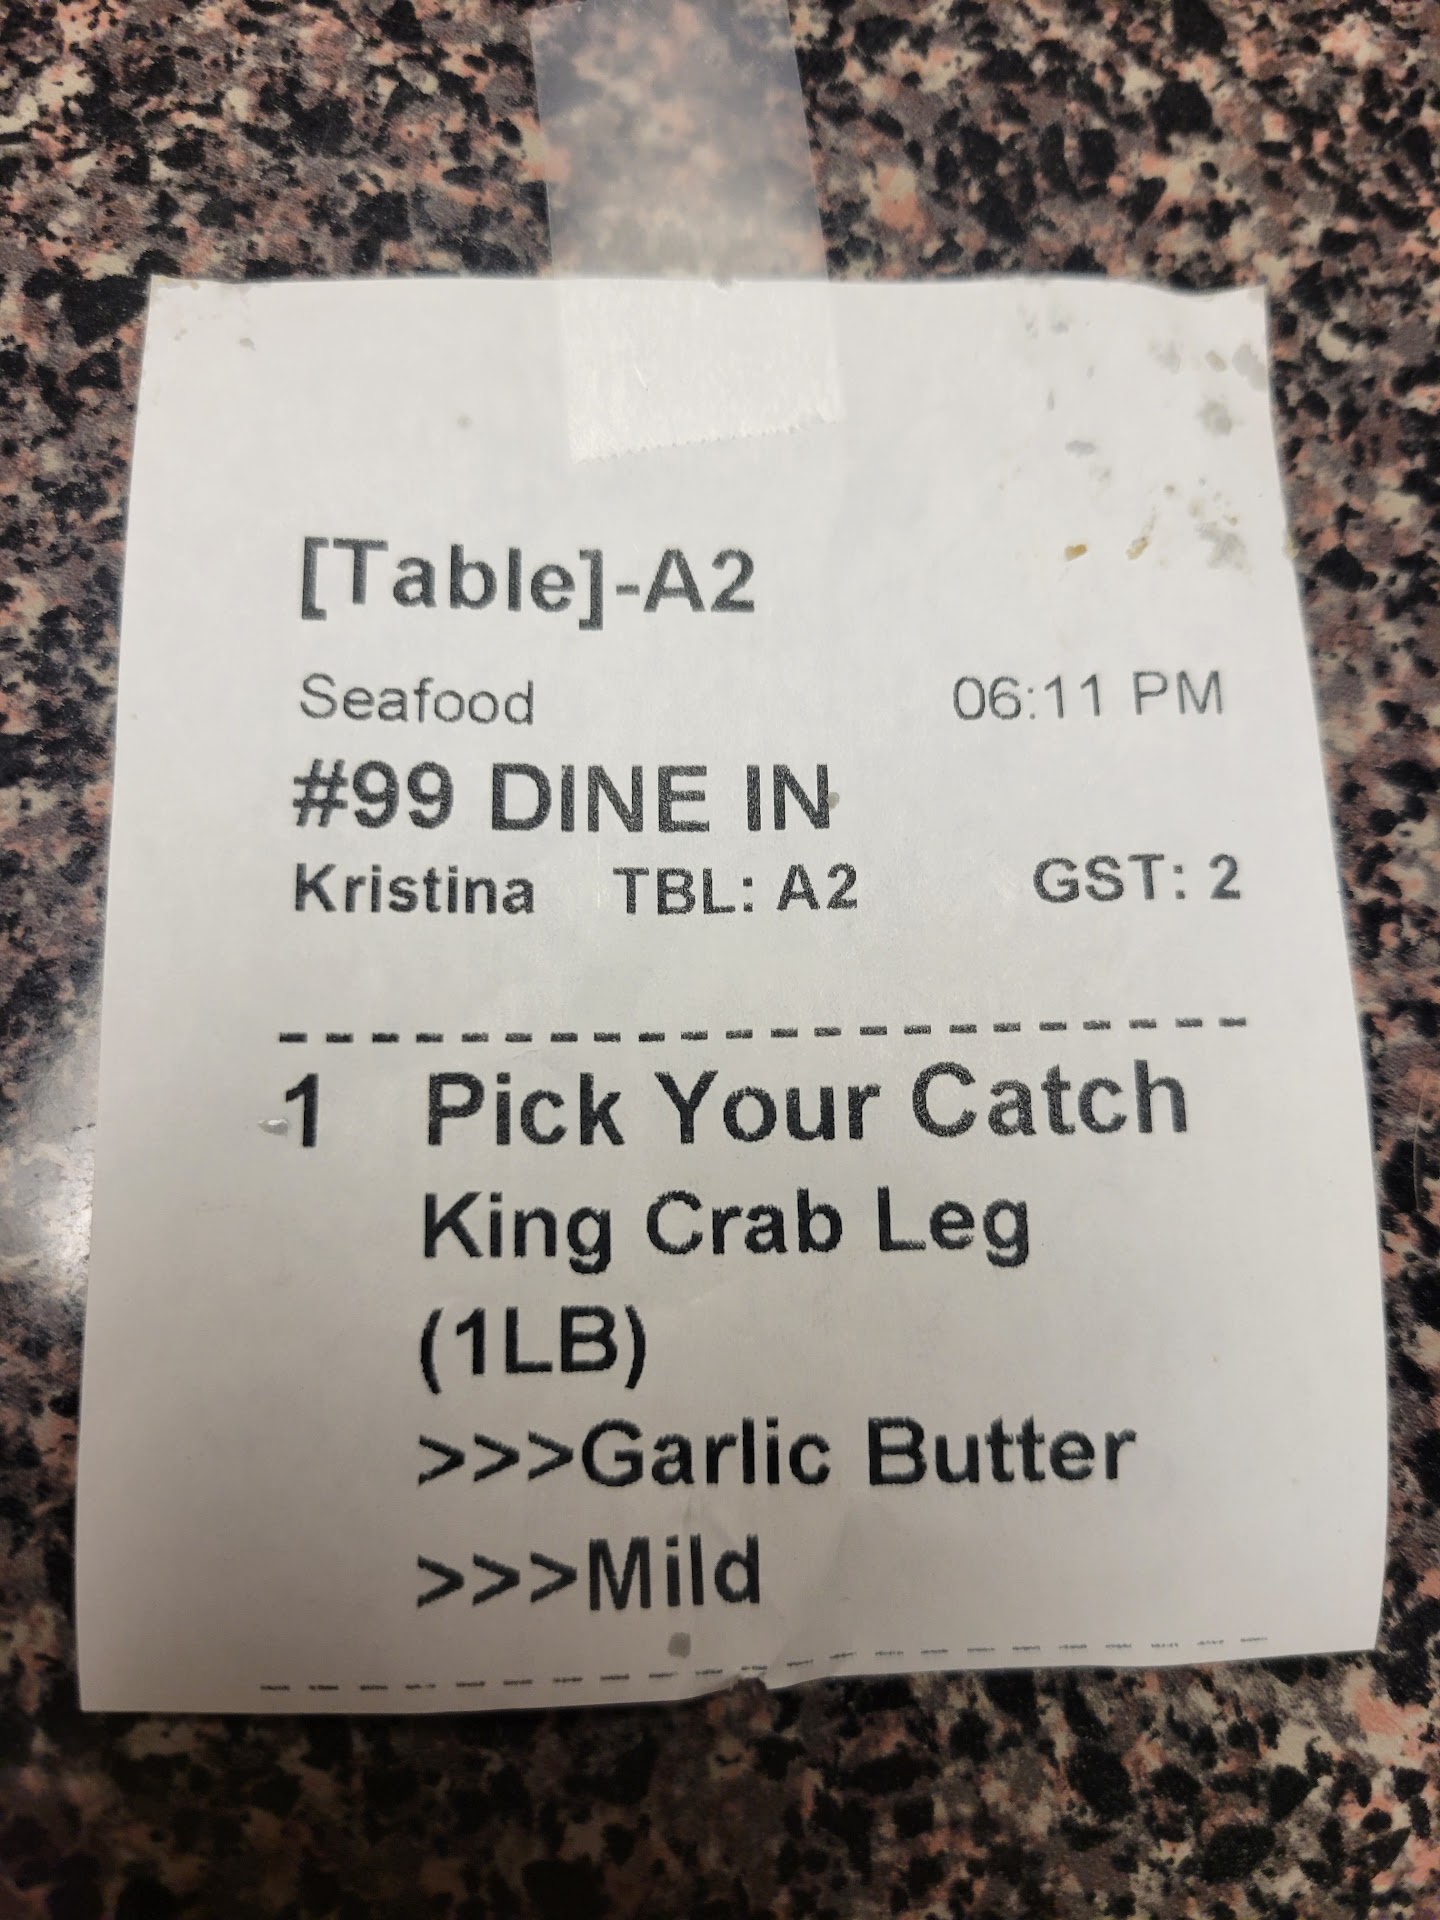 [Table]-A2
Seafood 06:11 PM
#99 DINE IN
Kristina TBL: A2 GST: 2
1 Pick Your Catch
King Crab Leg
(1LB)
>>>Garlic Butter
>>>Mild